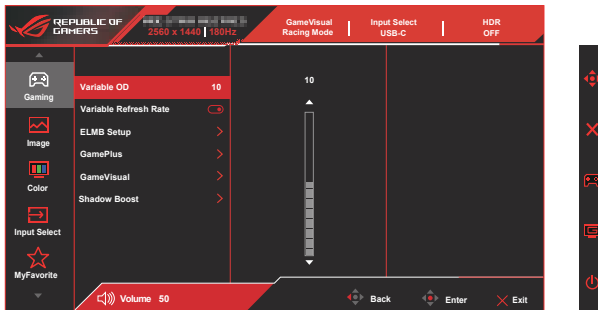 REPUBLIC OF
GAMERS
2560 x 1440 180Hz
GameVisual
Racing Mode
Input Select
USB-C
HDR
OFF
Gaming
Image
Color
Input Select
MyFavorite
Variable OD 10
Variable Refresh Rate
ELMB Setup
GamePlus
GameVisual
Shadow Boost
10
Volume 50
Back
Enter
Exit